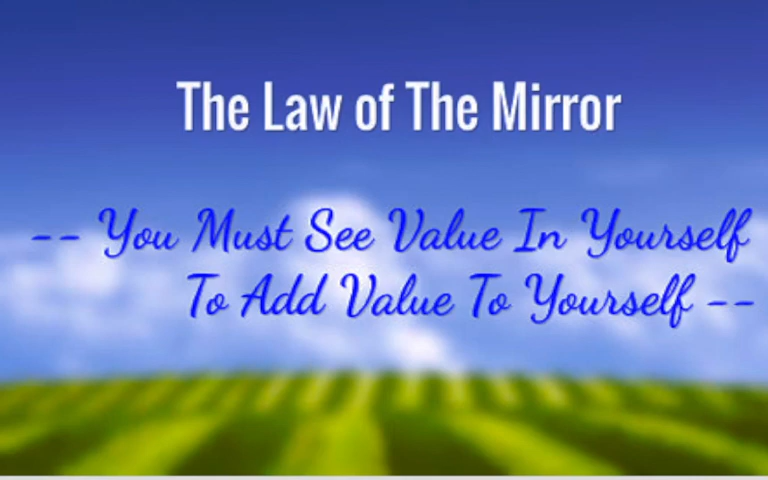 The Law of The Mirror
-- You Must See Value In Yourself
To Add Value To Yourself --